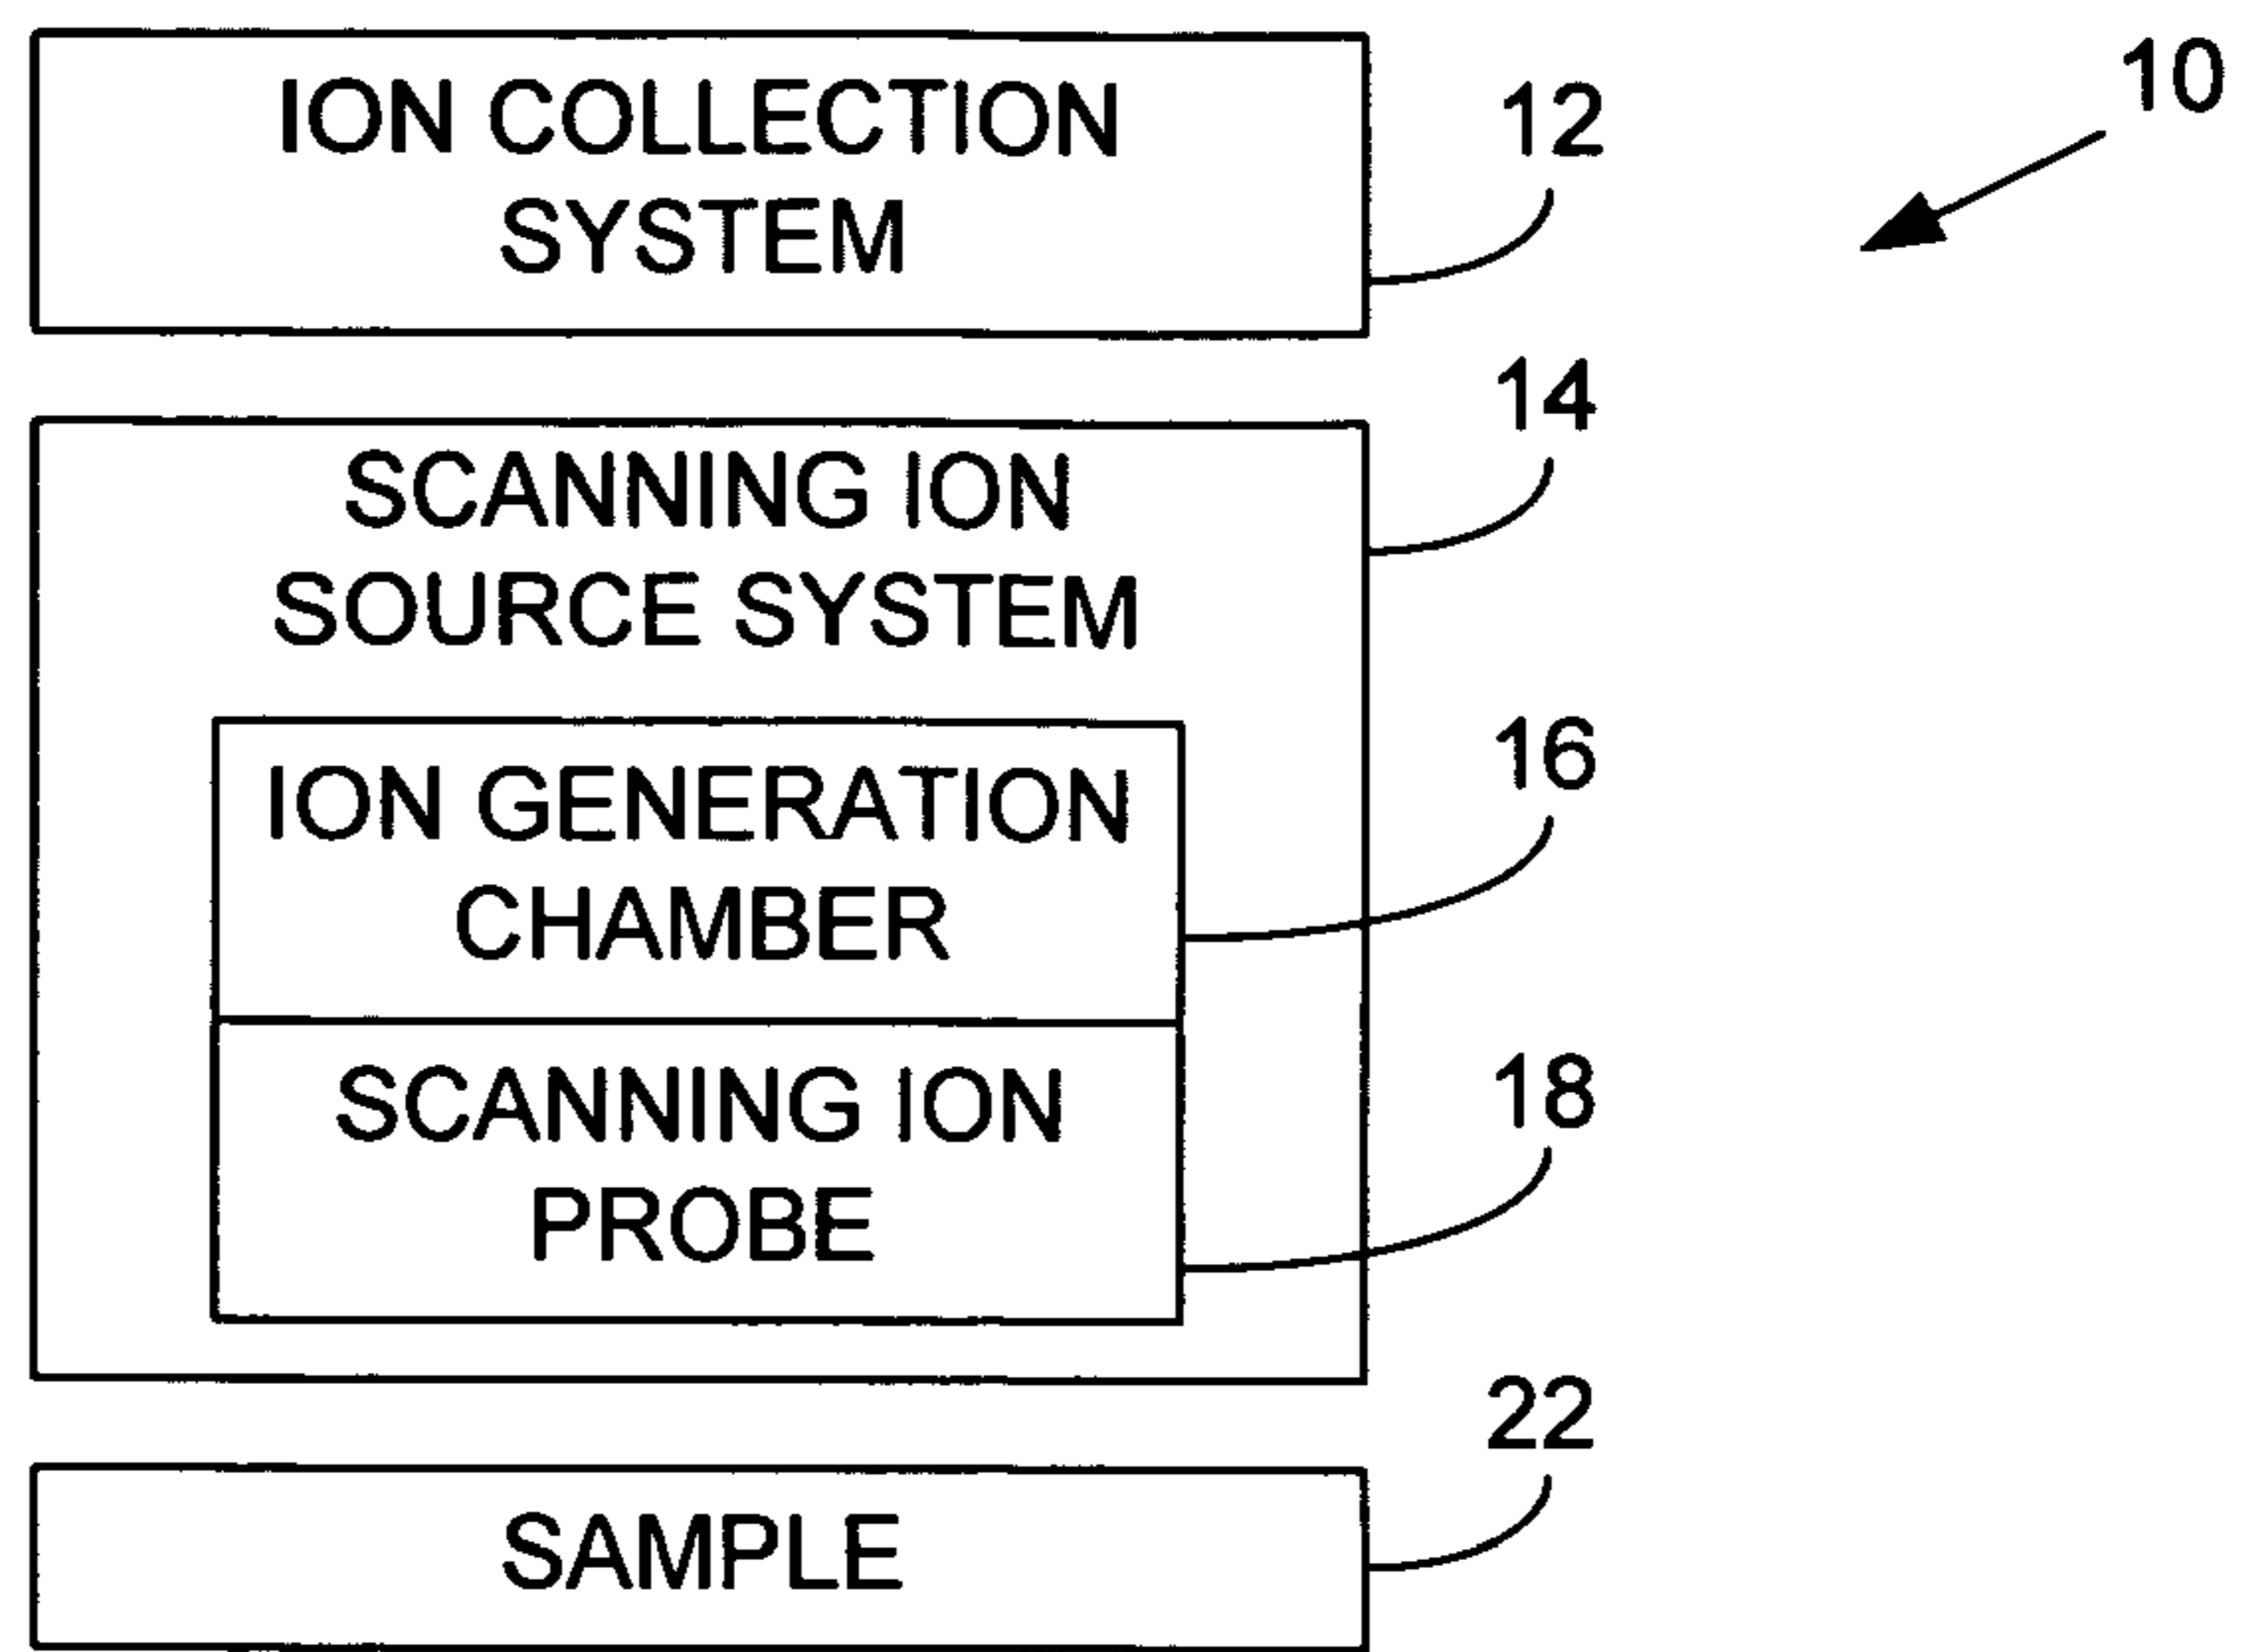 10
ION COLLECTION
SYSTEM
12
SCANNING ION
SOURCE SYSTEM
14
ION GENERATION
CHAMBER
16
SCANNING ION
PROBE
18
SAMPLE
22